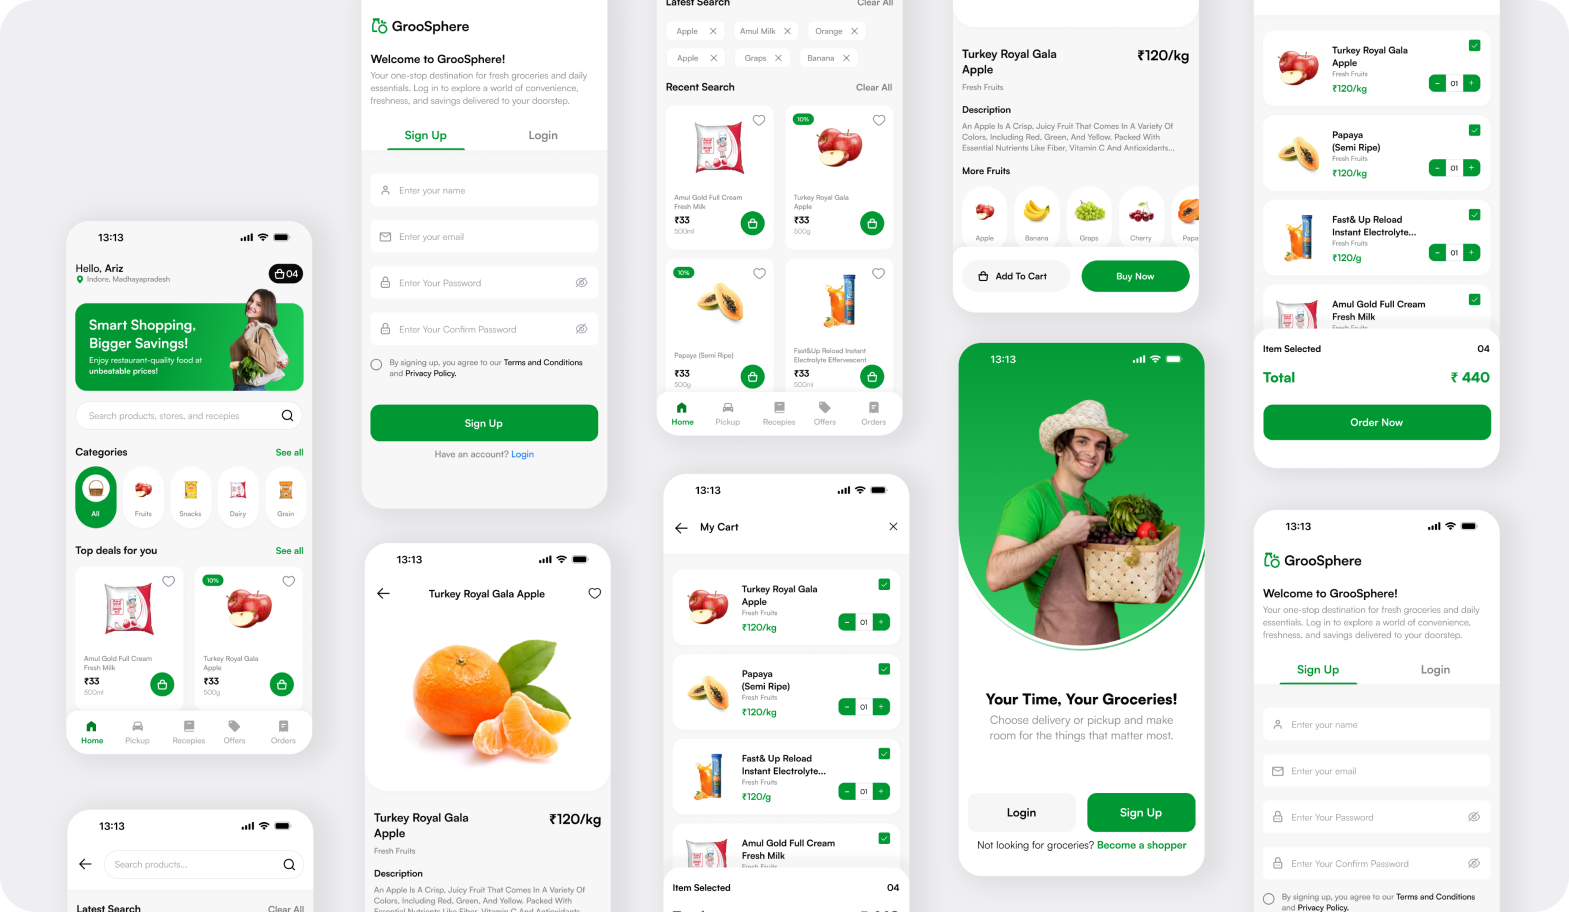 13:13
Hello, Ariz
Indore, Madhayapradesh
04
Smart Shopping,
Bigger Savings!
Enjoy restaurant-quality food at
unbeatable prices!
Search products, stores, and recepies
Categories
See all
All
Fruits
Snacks
Dairy
Grain
Top deals for you
See all
Amul Gold Full Cream
Fresh Milk
₹33
500ml
10%
Turkey Royal Gala
Apple
₹33
500g
Home
Pickup
Recepies
Offers
Orders
13:13
Search products...
Latest Search
Clear All
GrooSphere
Welcome to GrooSphere!
Your one-stop destination for fresh groceries and daily
essentials. Log in to explore a world of convenience,
freshness, and savings delivered to your doorstep.
Sign Up
Login
Enter your name
Enter your email
Enter Your Password
Enter Your Confirm Password
By signing up, you agree to our Terms and Conditions
and Privacy Policy.
Sign Up
Have an account? Login
13:13
Turkey Royal Gala Apple
Turkey Royal Gala
Apple
₹120/kg
Fresh Fruits
Description
An Apple Is A Crisp, Juicy Fruit That Comes In A Variety Of
Colors, Including Red, Green, And Yellow. Packed With
Essential Nutrients Like Fiber, Vitamin C And Antioxidants...
Latest Search
Clear All
Apple
Amul Milk
Orange
Apple
Graps
Banana
Recent Search
Clear All
Amul Gold Full Cream
Fresh Milk
₹33
500ml
10%
Turkey Royal Gala
Apple
₹33
500g
10%
Papaya (Semi Ripe)
₹33
500g
Fast&Up Reload Instant
Electrolyte Effervescent
₹33
500ml
Home
Pickup
Recepies
Offers
Orders
13:13
My Cart
Turkey Royal Gala
Apple
Fresh Fruits
₹120/kg
- 01 +
Papaya
(Semi Ripe)
Fresh Fruits
₹120/kg
- 01 +
Fast& Up Reload
Instant Electrolyte...
Fresh Fruits
₹120/g
- 01 +
Amul Gold Full Cream
Fresh Milk
Fresh Fruits
Item Selected
04
Turkey Royal Gala
Apple
₹120/kg
Fresh Fruits
Description
An Apple Is A Crisp, Juicy Fruit That Comes In A Variety Of
Colors, Including Red, Green, And Yellow. Packed With
Essential Nutrients Like Fiber, Vitamin C And Antioxidants...
More Fruits
Apple
Banana
Graps
Cherry
Papa
Add To Cart
Buy Now
13:13
Your Time, Your Groceries!
Choose delivery or pickup and make
room for the things that matter most.
Login
Sign Up
Not looking for groceries? Become a shopper
Turkey Royal Gala
Apple
Fresh Fruits
₹120/kg
- 01 +
Papaya
(Semi Ripe)
Fresh Fruits
₹120/kg
- 01 +
Fast& Up Reload
Instant Electrolyte...
Fresh Fruits
₹120/g
- 01 +
Amul Gold Full Cream
Fresh Milk
Fresh Fruits
Item Selected
04
Total
₹ 440
Order Now
13:13
GrooSphere
Welcome to GrooSphere!
Your one-stop destination for fresh groceries and daily
essentials. Log in to explore a world of convenience,
freshness, and savings delivered to your doorstep.
Sign Up
Login
Enter your name
Enter your email
Enter Your Password
Enter Your Confirm Password
By signing up, you agree to our Terms and Conditions
and Privacy Policy.